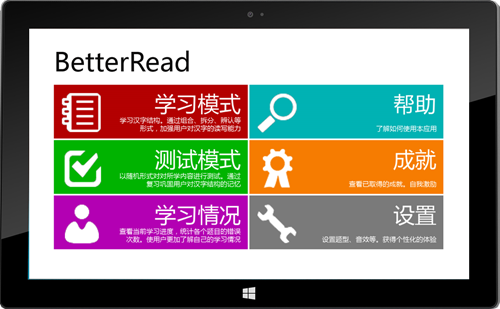 BetterRead
学习模式
学习汉字结构。通过组合、拆分、辨认等
形式，加强用户对汉字的读写能力
帮助
了解如何使用本应用
测试模式
以随机形式对对所学内容进行测试。通过
复习巩固用户对汉字结构的记忆
成就
查看已取得的成就。自我激励
学习情况
查看当前学习进度，统计各个题目的错误
次数。使用户更加了解自己的学习情况
设置
设置题型、音效等。获得个性化的体验